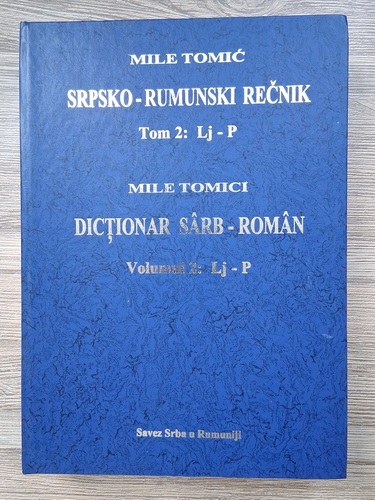 MILE TOMIĆ
SRPSKO - RUMUNSKI REČNIK
Tom 2: Lj - P
MILE TOMICI
DICȚIONAR SÂRB - ROMÂN
Volumul 2: Lj - P
Savez Srba u Rumuniji